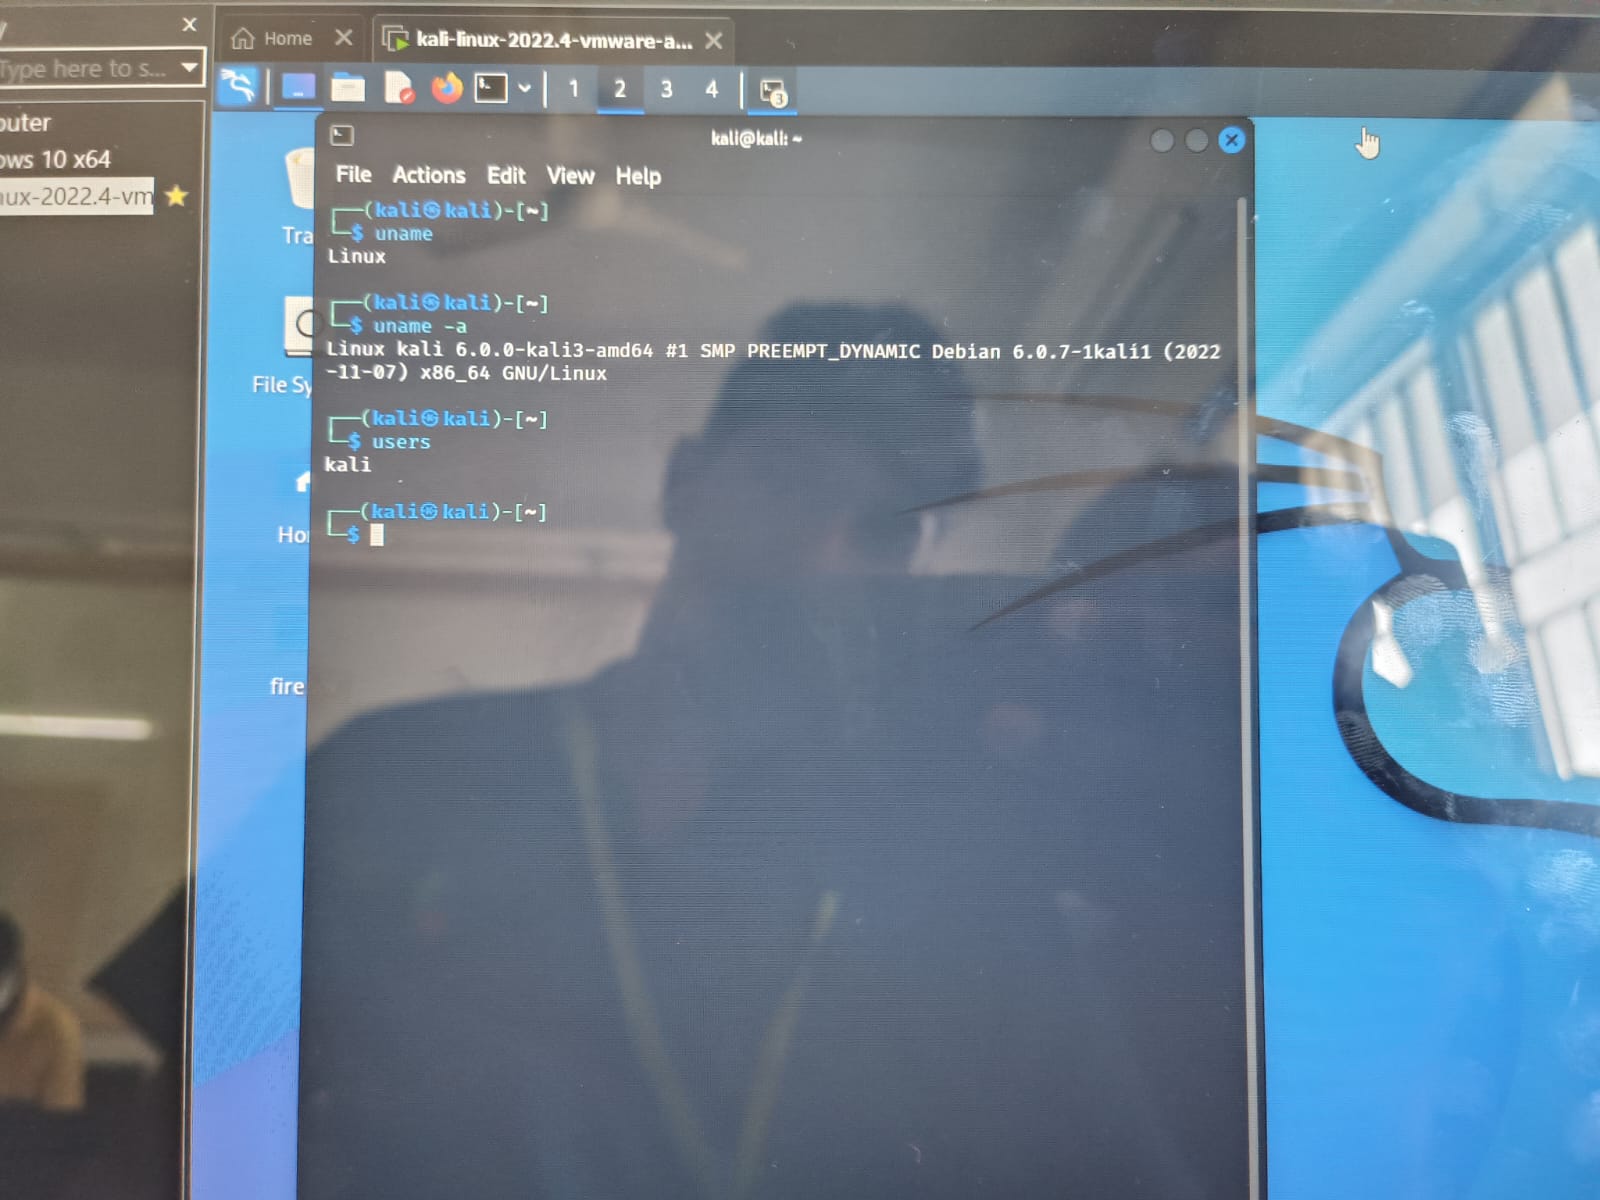 Home
kali-linux-2022.4-vmware-a...
Type here to s...
1 2 3 4
3
ows 10 x64
ux-2022.4-vm
kali@kali: ~
File Actions Edit View Help
┌──(kali㉿kali)-[~]
└─$ uname
Linux
┌──(kali㉿kali)-[~]
└─$ uname -a
Linux kali 6.0.0-kali3-amd64 #1 SMP PREEMPT_DYNAMIC Debian 6.0.7-1kali1 (2022
-11-07) x86_64 GNU/Linux
┌──(kali㉿kali)-[~]
└─$ users
kali
┌──(kali㉿kali)-[~]
└─$
Tra
File Sy
Ho
fire